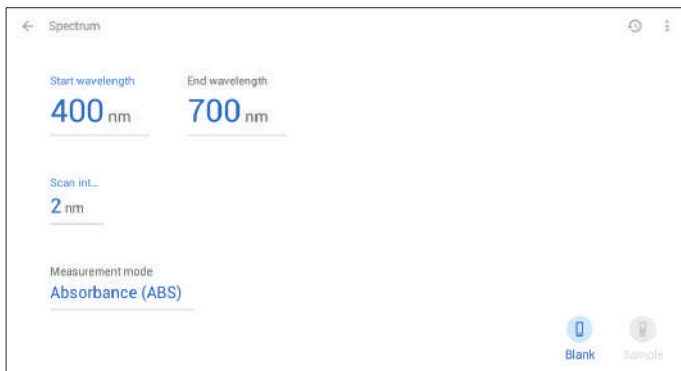 Spectrum
Start wavelength End wavelength
400 nm 700 nm
Scan int...
2 nm
Measurement mode
Absorbance (ABS)
Blank Sample